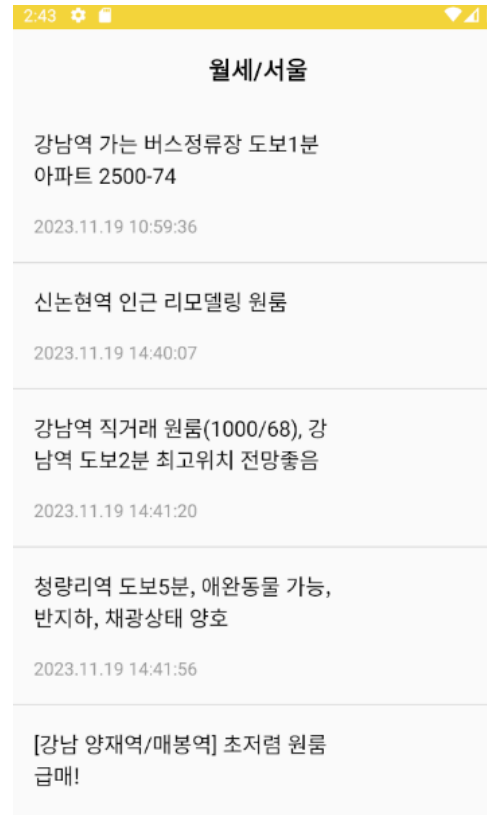 2:43
월세/서울
강남역 가는 버스정류장 도보1분
아파트 2500-74
2023.11.19 10:59:36
신논현역 인근 리모델링 원룸
2023.11.19 14:40:07
강남역 직거래 원룸(1000/68), 강
남역 도보2분 최고위치 전망좋음
2023.11.19 14:41:20
청량리역 도보5분, 애완동물 가능,
반지하, 채광상태 양호
2023.11.19 14:41:56
[강남 양재역/매봉역] 초저렴 원룸
급매!